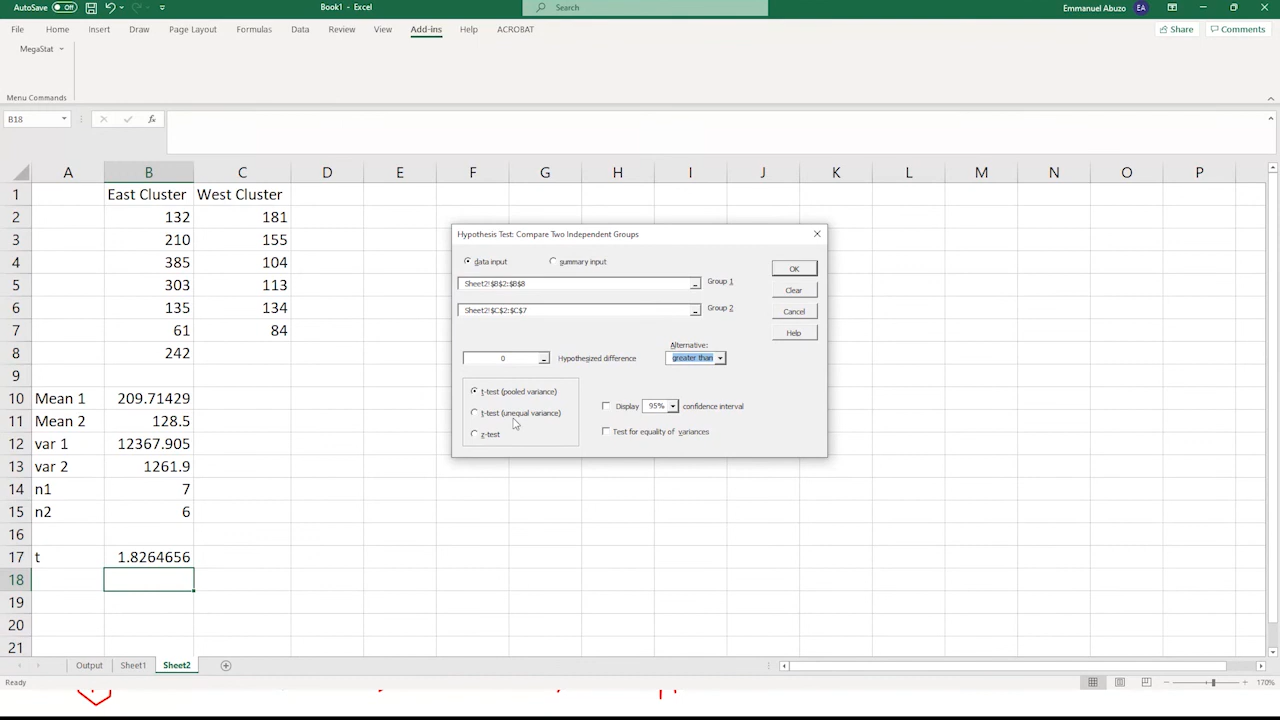 AutoSave Off Book1 - Excel Search Emmanuel Abuzo EA
File Home Insert Draw Page Layout Formulas Data Review View Add-ins Help ACROBAT Share Comments
MegaStat
Menu Commands
B18 fx
A B C D E F G H I J K L M N O P
1 East Cluster West Cluster
2 132 181
3 210 155
4 385 104
5 303 113
6 135 134
7 61 84
8 242
9
10 Mean 1 209.71429
11 Mean 2 128.5
12 var 1 12367.905
13 var 2 1261.9
14 n1 7
15 n2 6
16
17 t 1.8264656
18
19
20
21
Hypothesis Test: Compare Two Independent Groups
data input summary input
OK
Sheet2!$B$2:$B$8 Group 1
Clear
Sheet2!$C$2:$C$7 Group 2
Cancel
Help
Alternative:
0 Hypothesized difference greater than
t-test (pooled variance)
Display 95% confidence interval
t-test (unequal variance)
z-test Test for equality of variances
Output Sheet1 Sheet2
Ready 170%